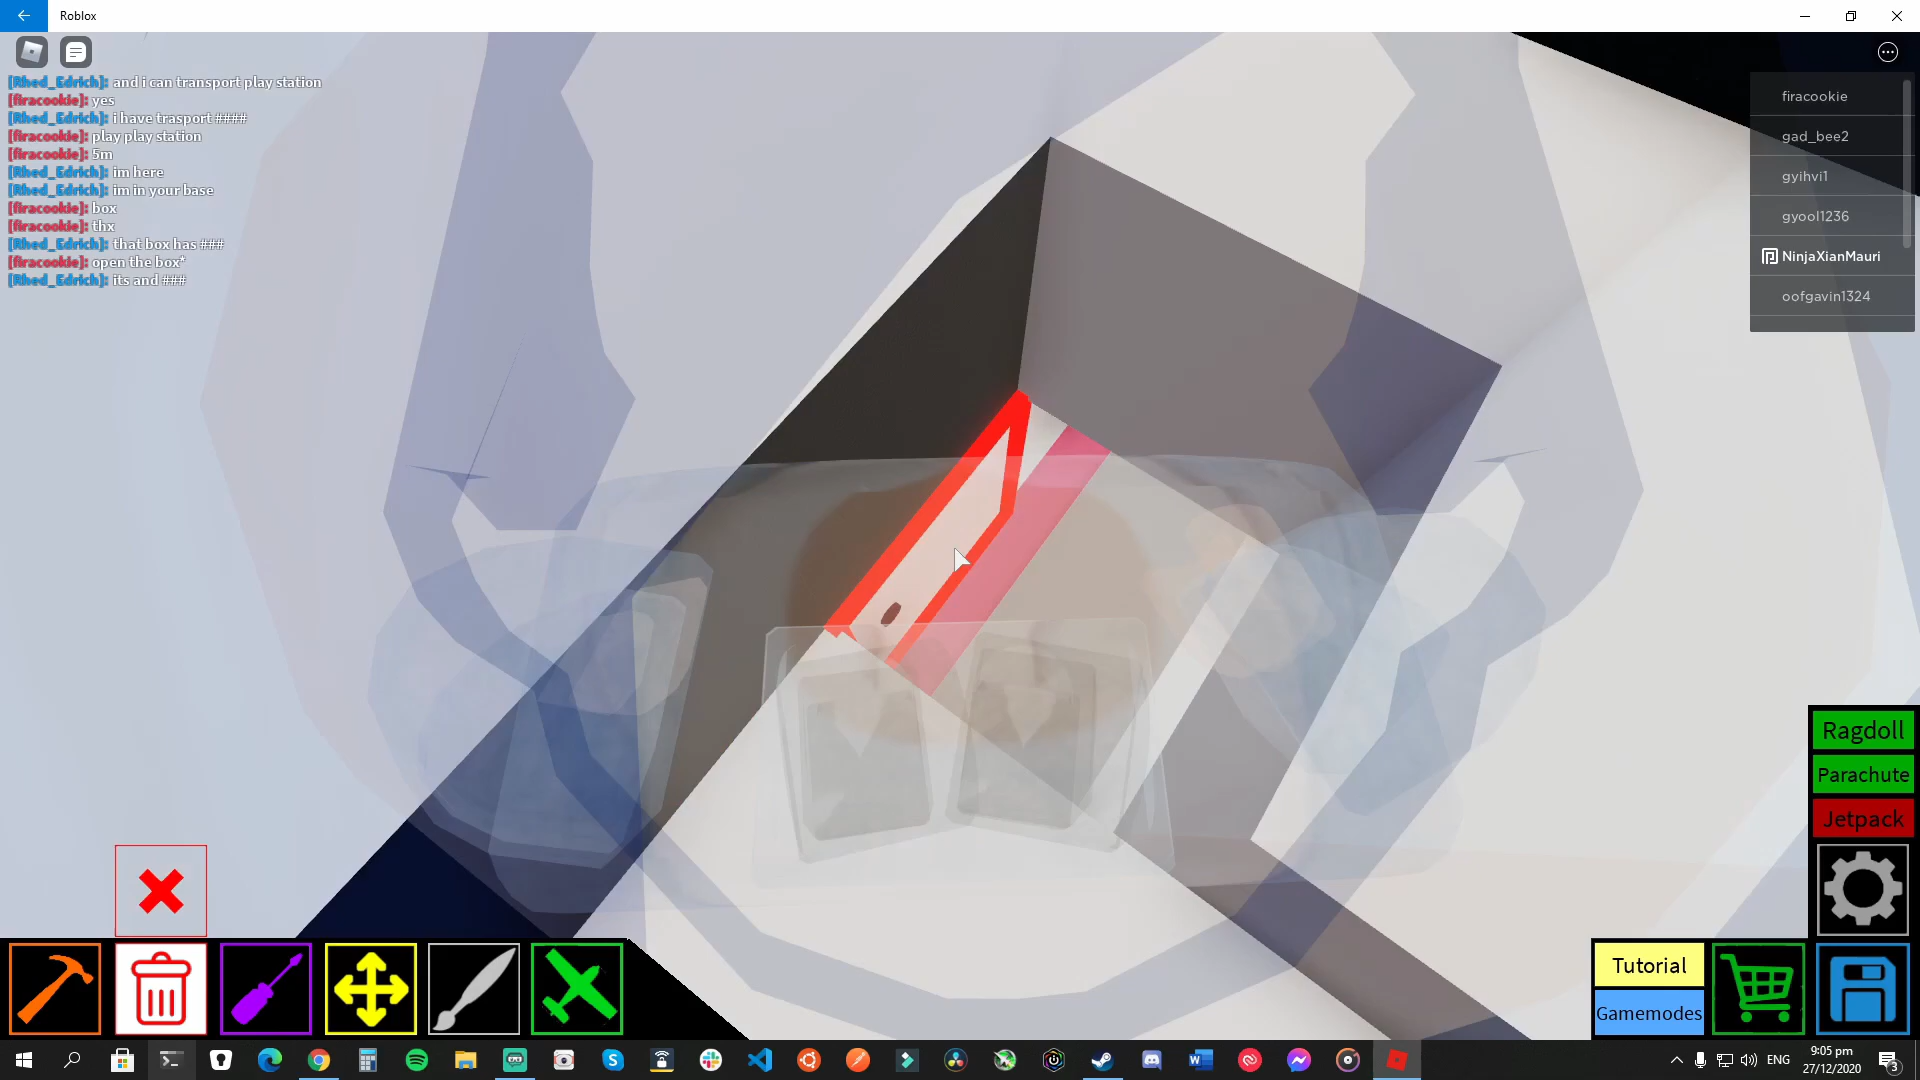 Roblox
[Rhed_Edrich]: and i can transport play station
[firacookie]: yes
[Rhed_Edrich]: i have trasport ####
[firacookie]: play play station
[firacookie]: 5m
[Rhed_Edrich]: im here
[Rhed_Edrich]: im in your base
[firacookie]: box
[firacookie]: thx
[Rhed_Edrich]: that box has ###
[firacookie]: open the box*
[Rhed_Edrich]: its and ###
firacookie
gad_bee2
gyihvi1
gyool1236
NinjaXianMauri
oofgavin1324
Ragdoll
Parachute
Jetpack
Tutorial
Gamemodes
ENG
9:05 pm
27/12/2020
3